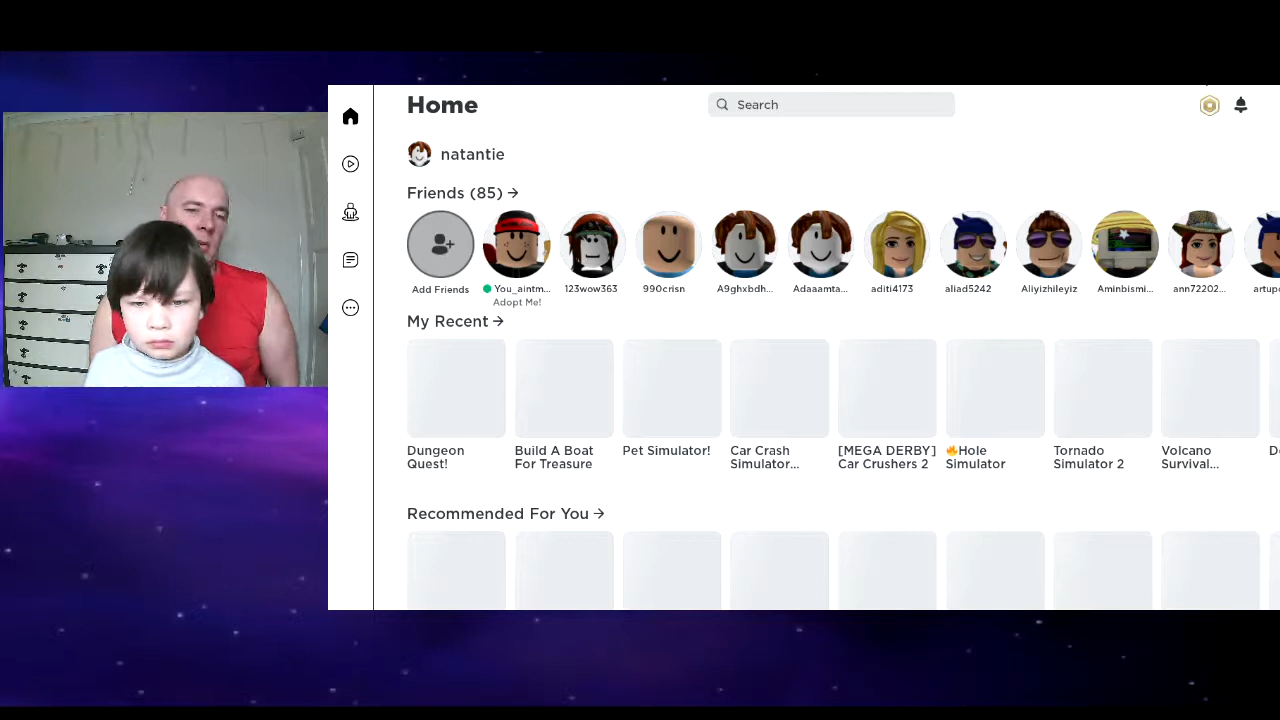 Home
Search
natantie
Friends (85)
Add Friends
You_aintm...
123wow363
990crisn
A9ghxbdh...
Adaaamta...
aditi4173
aliad5242
Aliyizhileyiz
Aminbismi...
ann72202...
artupo
Adopt Me!
My Recent
Dungeon
Quest!
Build A Boat
For Treasure
Pet Simulator!
Car Crash
Simulator...
[MEGA DERBY]
Car Crushers 2
🔥Hole
Simulator
Tornado
Simulator 2
Volcano
Survival...
Recommended For You